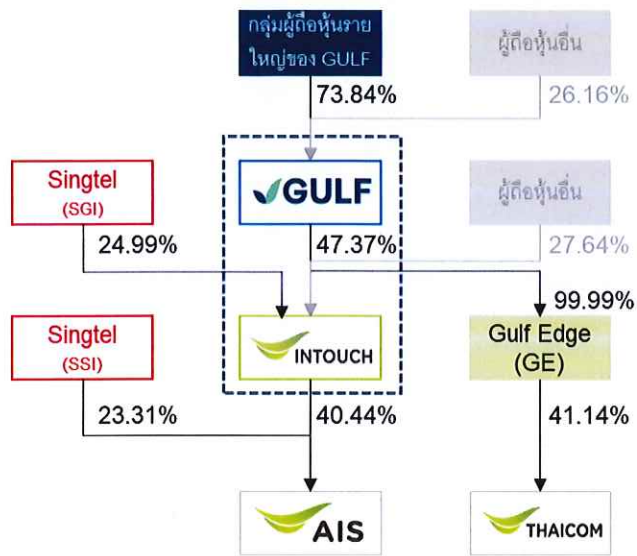 กลุ่มผู้ถือหุ้นราย
ใหญ่ของ GULF
ผู้ถือหุ้นอื่น
73.84%
26.16%
Singtel
(SGI)
GULF
ผู้ถือหุ้นอื่น
24.99%
47.37%
27.64%
99.99%
Singtel
(SSI)
INTOUCH
Gulf Edge
(GE)
23.31%
40.44%
41.14%
AIS
THAICOM